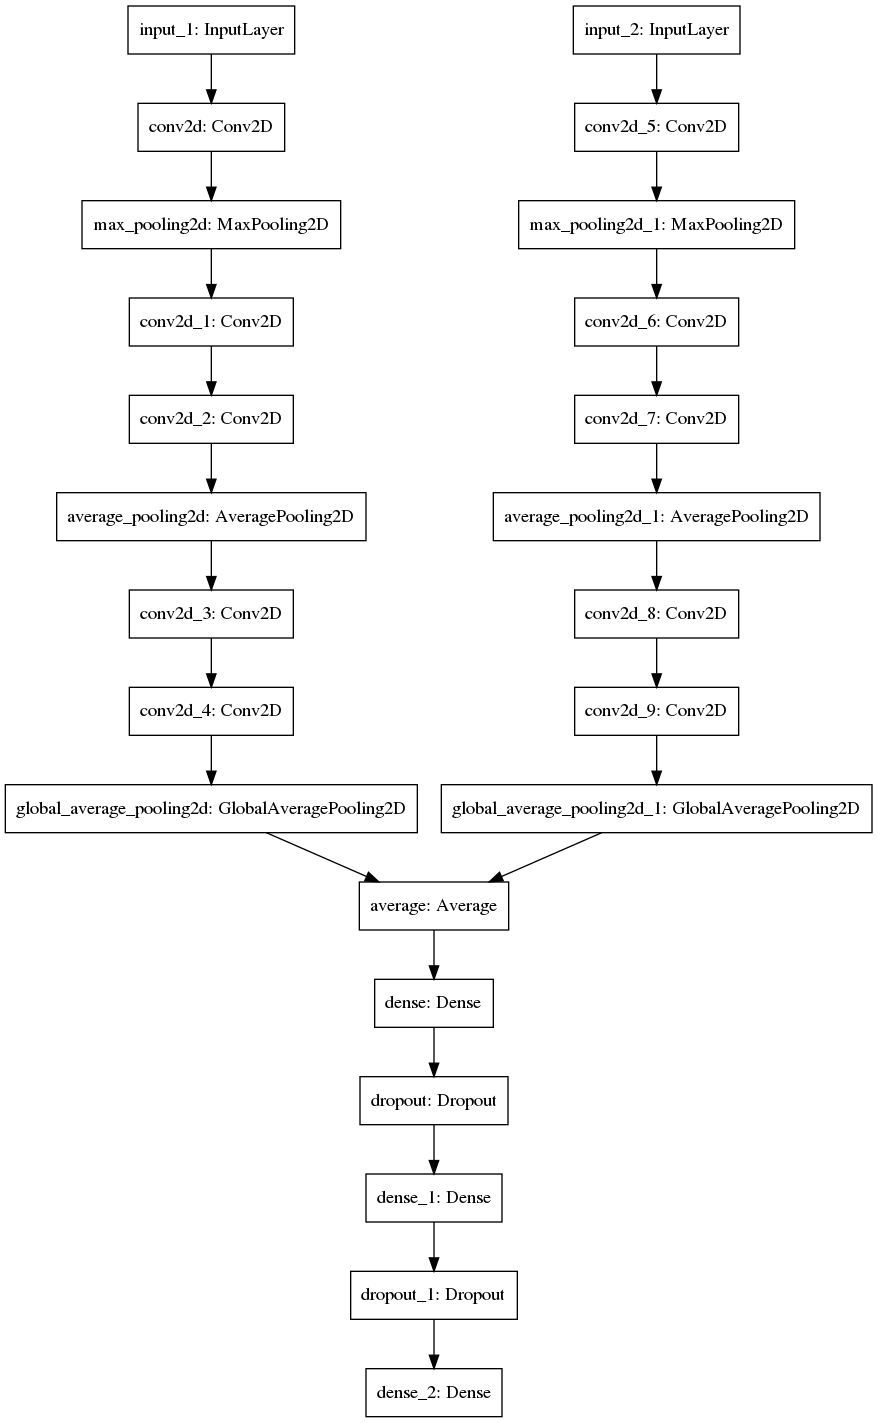 input_1: InputLayer
input_2: InputLayer
conv2d: Conv2D
conv2d_5: Conv2D
max_pooling2d: MaxPooling2D
max_pooling2d_1: MaxPooling2D
conv2d_1: Conv2D
conv2d_6: Conv2D
conv2d_2: Conv2D
conv2d_7: Conv2D
average_pooling2d: AveragePooling2D
average_pooling2d_1: AveragePooling2D
conv2d_3: Conv2D
conv2d_8: Conv2D
conv2d_4: Conv2D
conv2d_9: Conv2D
global_average_pooling2d: GlobalAveragePooling2D
global_average_pooling2d_1: GlobalAveragePooling2D
average: Average
dense: Dense
dropout: Dropout
dense_1: Dense
dropout_1: Dropout
dense_2: Dense